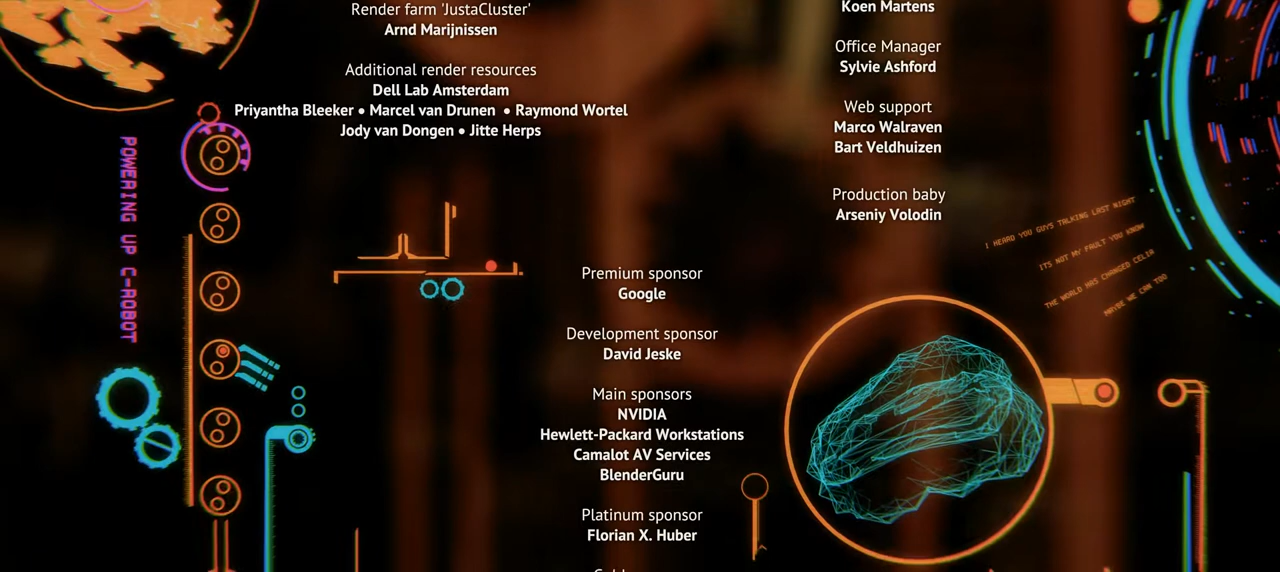 Render farm 'JustaCluster'
Arnd Marijnissen
Additional render resources
Dell Lab Amsterdam
Priyantha Bleeker • Marcel van Drunen • Raymond Wortel
Jody van Dongen • Jitte Herps
Koen Martens
Office Manager
Sylvie Ashford
Web support
Marco Walraven
Bart Veldhuizen
Production baby
Arseniy Volodin
POWERING UP C-ROBOT
I HEARD YOU GUYS TALKING LAST NIGHT
ITS NOT MY FAULT YOU KNOW
THE WORLD HAS CHANGED CELIA
MAYBE WE CAN TOO
Premium sponsor
Google
Development sponsor
David Jeske
Main sponsors
NVIDIA
Hewlett-Packard Workstations
Camalot AV Services
BlenderGuru
Platinum sponsor
Florian X. Huber